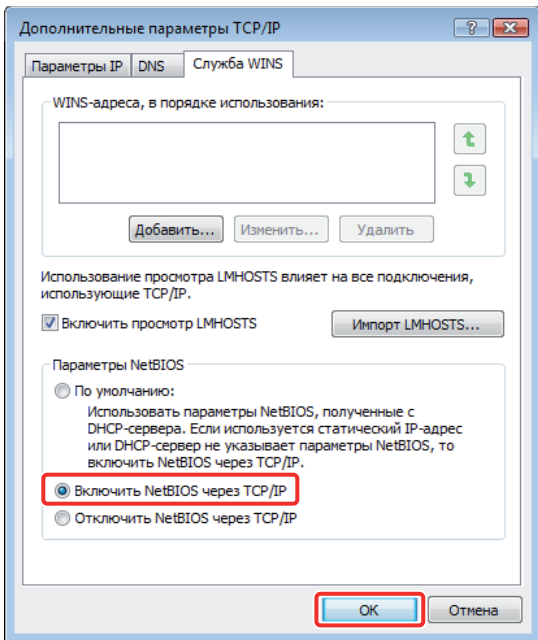 Дополнительные параметры TCP/IP
Параметры IP DNS Служба WINS
WINS-адреса, в порядке использования:
Добавить... Изменить... Удалить
Использование просмотра LMHOSTS влияет на все подключения,
использующие TCP/IP.
Включить просмотр LMHOSTS Импорт LMHOSTS...
Параметры NetBIOS
По умолчанию:
Использовать параметры NetBIOS, полученные с
DHCP-сервера. Если используется статический IP-адрес
или DHCP-сервер не указывает параметры NetBIOS, то
включить NetBIOS через TCP/IP.
Включить NetBIOS через TCP/IP
Отключить NetBIOS через TCP/IP
ОК Отмена